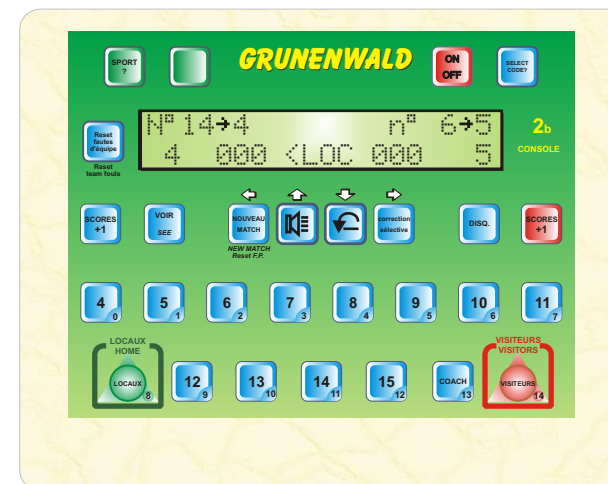 SPORT
?
GRUNENWALD
ON
OFF
SELECT
CODE?
Reset
fautes
d'équipe
Reset
team fouls
N° 14→4 n° 6→5
4 000 <LOC 000 5
2b
CONSOLE
SCORES
+1
VOIR
SEE
NOUVEAU
MATCH
NEW MATCH
Reset F.P.
correction
sélective
DISQ.
SCORES
+1
4 0
5 1
6 2
7 3
8 4
9 5
10 6
11 7
LOCAUX
HOME
LOCAUX
8
12 9
13 10
14 11
15 12
COACH
13
VISITEURS
VISITORS
VISITEURS
14